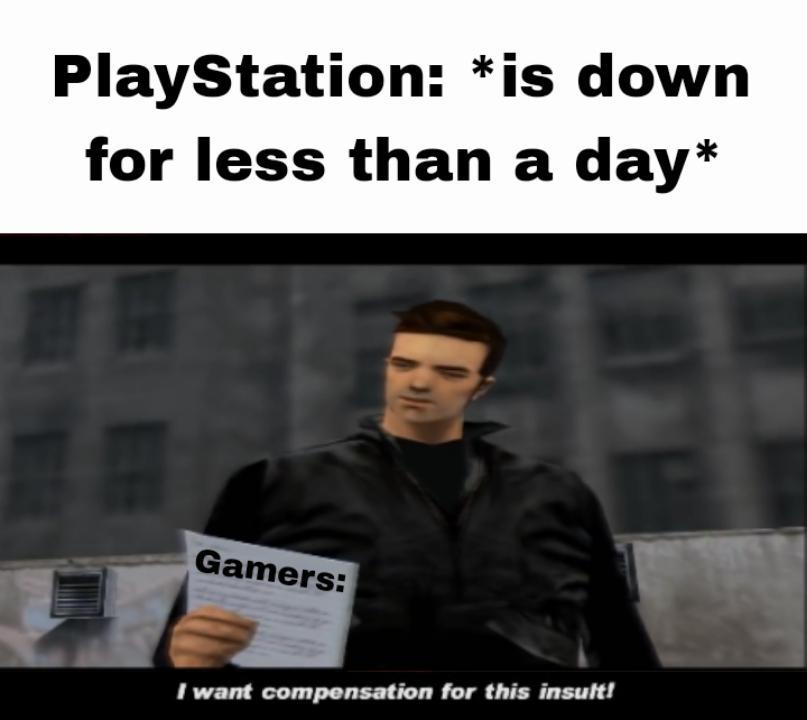 PlayStation: *is down
for less than a day*
Gamers:
I want compensation for this insult!